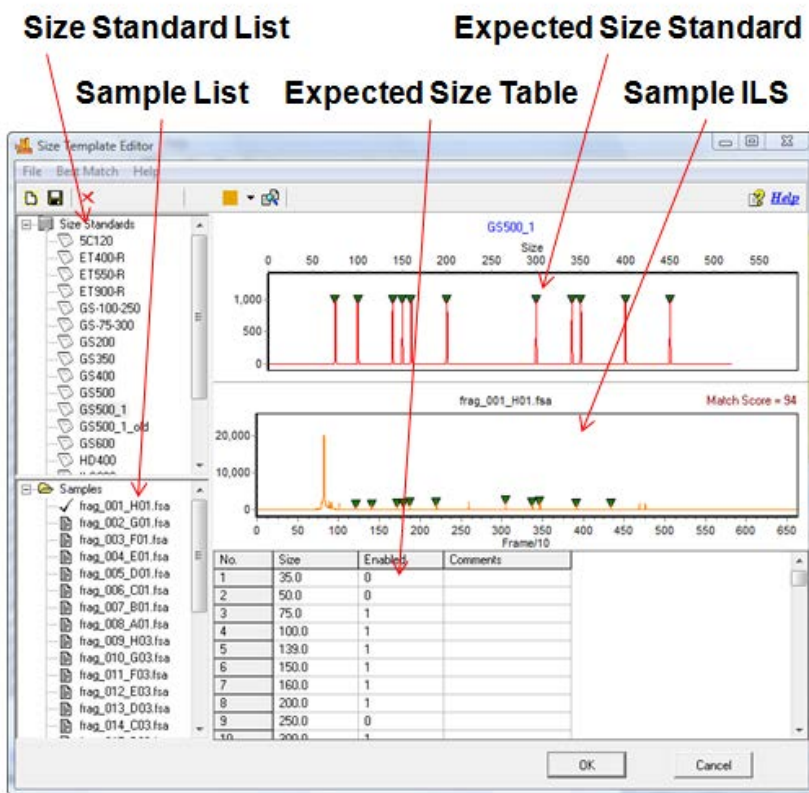 Size Standard List
Expected Size Standard
Sample List
Expected Size Table
Sample ILS
Size Template Editor
File Best Match Help
Help
Size Standards
5C120
ET400-R
ET550-R
ET900-R
GS-100-250
GS-75-300
GS200
GS350
GS400
GS500
GS500_1
GS500_1_old
GS600
HD400
GS500_1
Size
0 50 100 150 200 250 300 350 400 450 500 550
1,000
500
0
frag_001_H01.fsa
Match Score = 94
20,000
10,000
0
0 50 100 150 200 250 300 350 400 450 500 550 600 650
Frame/10
Samples
frag_001_H01.fsa
frag_002_G01.fsa
frag_003_F01.fsa
frag_004_E01.fsa
frag_005_D01.fsa
frag_006_C01.fsa
frag_007_B01.fsa
frag_008_A01.fsa
frag_009_H03.fsa
frag_010_G03.fsa
frag_011_F03.fsa
frag_012_E03.fsa
frag_013_D03.fsa
frag_014_C03.fsa
No. Size Enabled Comments
1 35.0 0
2 50.0 0
3 75.0 1
4 100.0 1
5 139.0 1
6 150.0 1
7 160.0 1
8 200.0 1
9 250.0 0
10 300.0 1
OK
Cancel